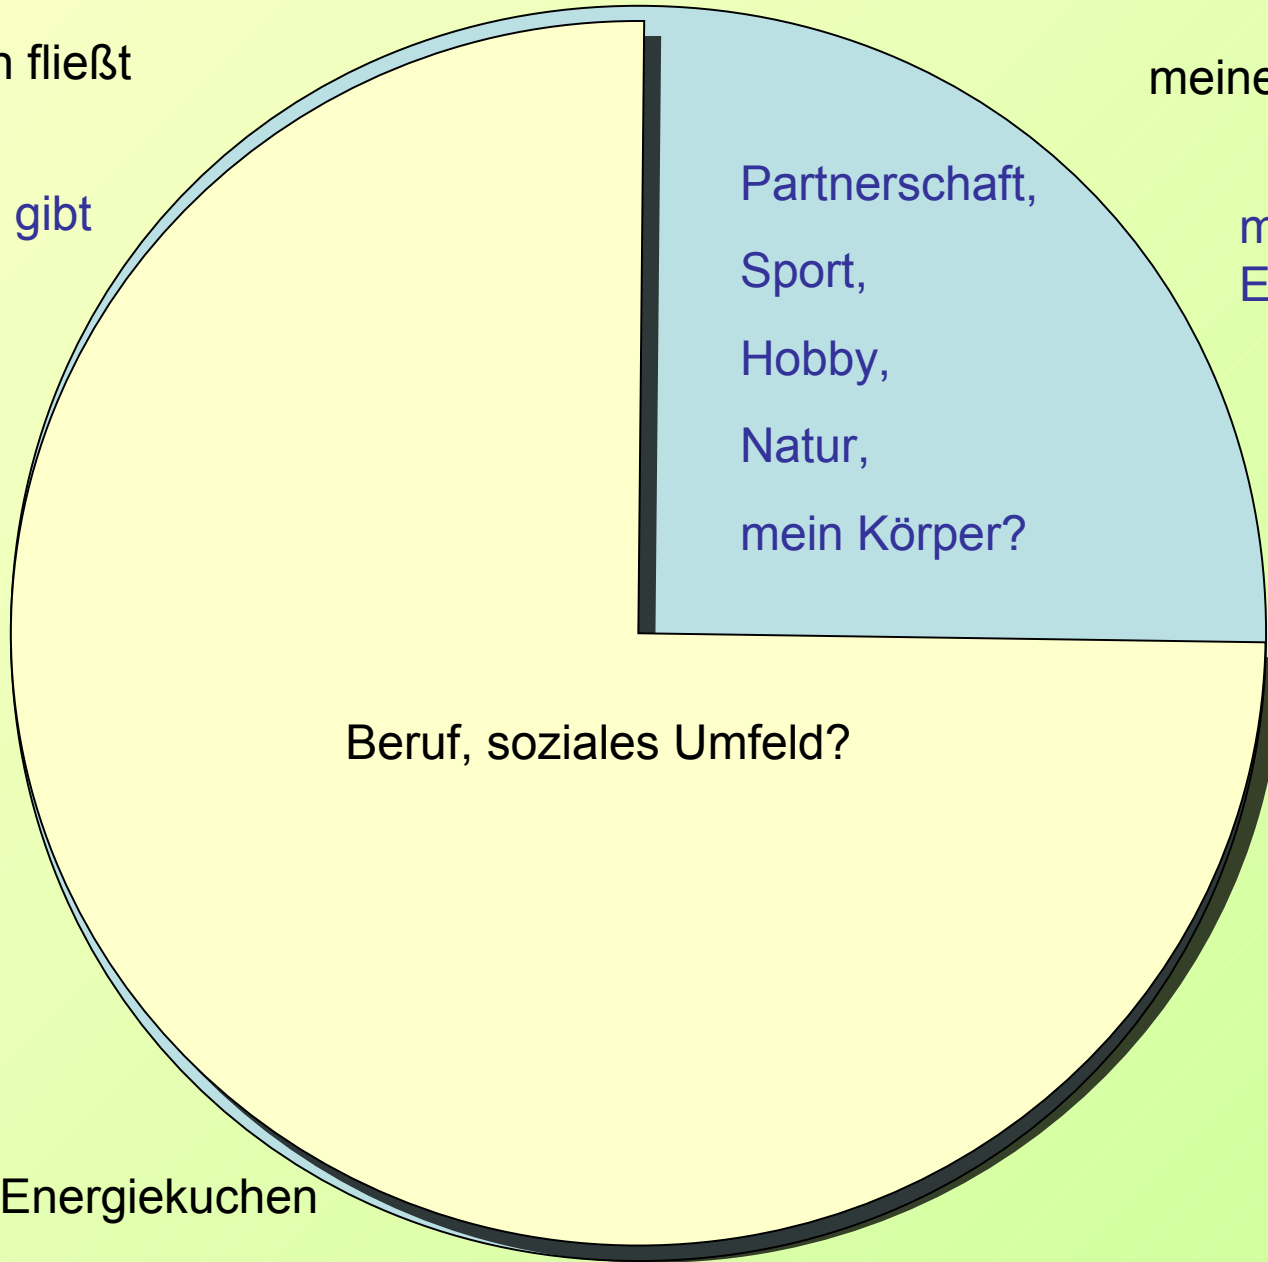 fließt
meine
gibt
Partnerschaft,
Sport,
Hobby,
Natur,
mein Körper?
Beruf, soziales Umfeld?
Energiekuchen